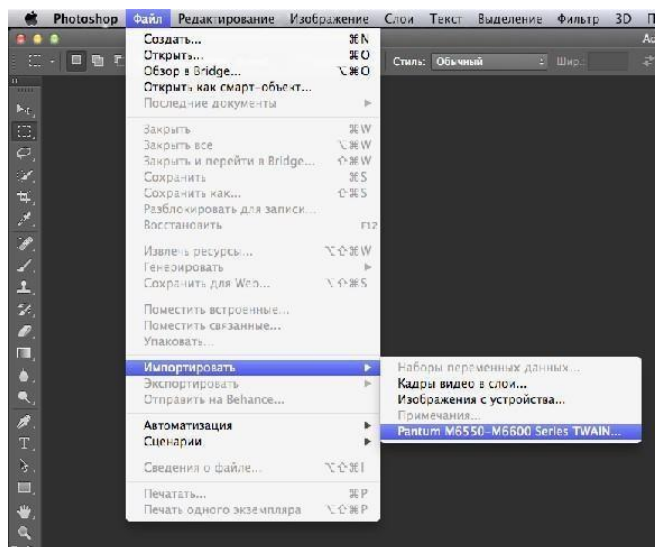 Photoshop Файл Редактирование Изображение Слои Текст Выделение Фильтр 3D
Стиль: Обычный Шир.:
Создать... ⌘N
Открыть... ⌘O
Обзор в Bridge... ⌥⌘O
Открыть как смарт-объект...
Последние документы
Закрыть ⌘W
Закрыть все ⌥⌘W
Закрыть и перейти в Bridge... ⇧⌘W
Сохранить ⌘S
Сохранить как... ⇧⌘S
Разблокировать для записи...
Восстановить F12
Извлечь ресурсы... ⌥⇧⌘W
Генерировать
Сохранить для Web... ⌥⇧⌘S
Поместить встроенные...
Поместить связанные...
Упаковать...
Импортировать
Экспортировать
Отправить на Behance...
Автоматизация
Сценарии
Сведения о файле... ⌥⇧⌘I
Печатать... ⌘P
Печать одного экземпляра ⌥⇧⌘P
Наборы переменных данных...
Кадры видео в слои...
Изображения с устройства...
Примечания...
Pantum M6550-M6600 Series TWAIN...